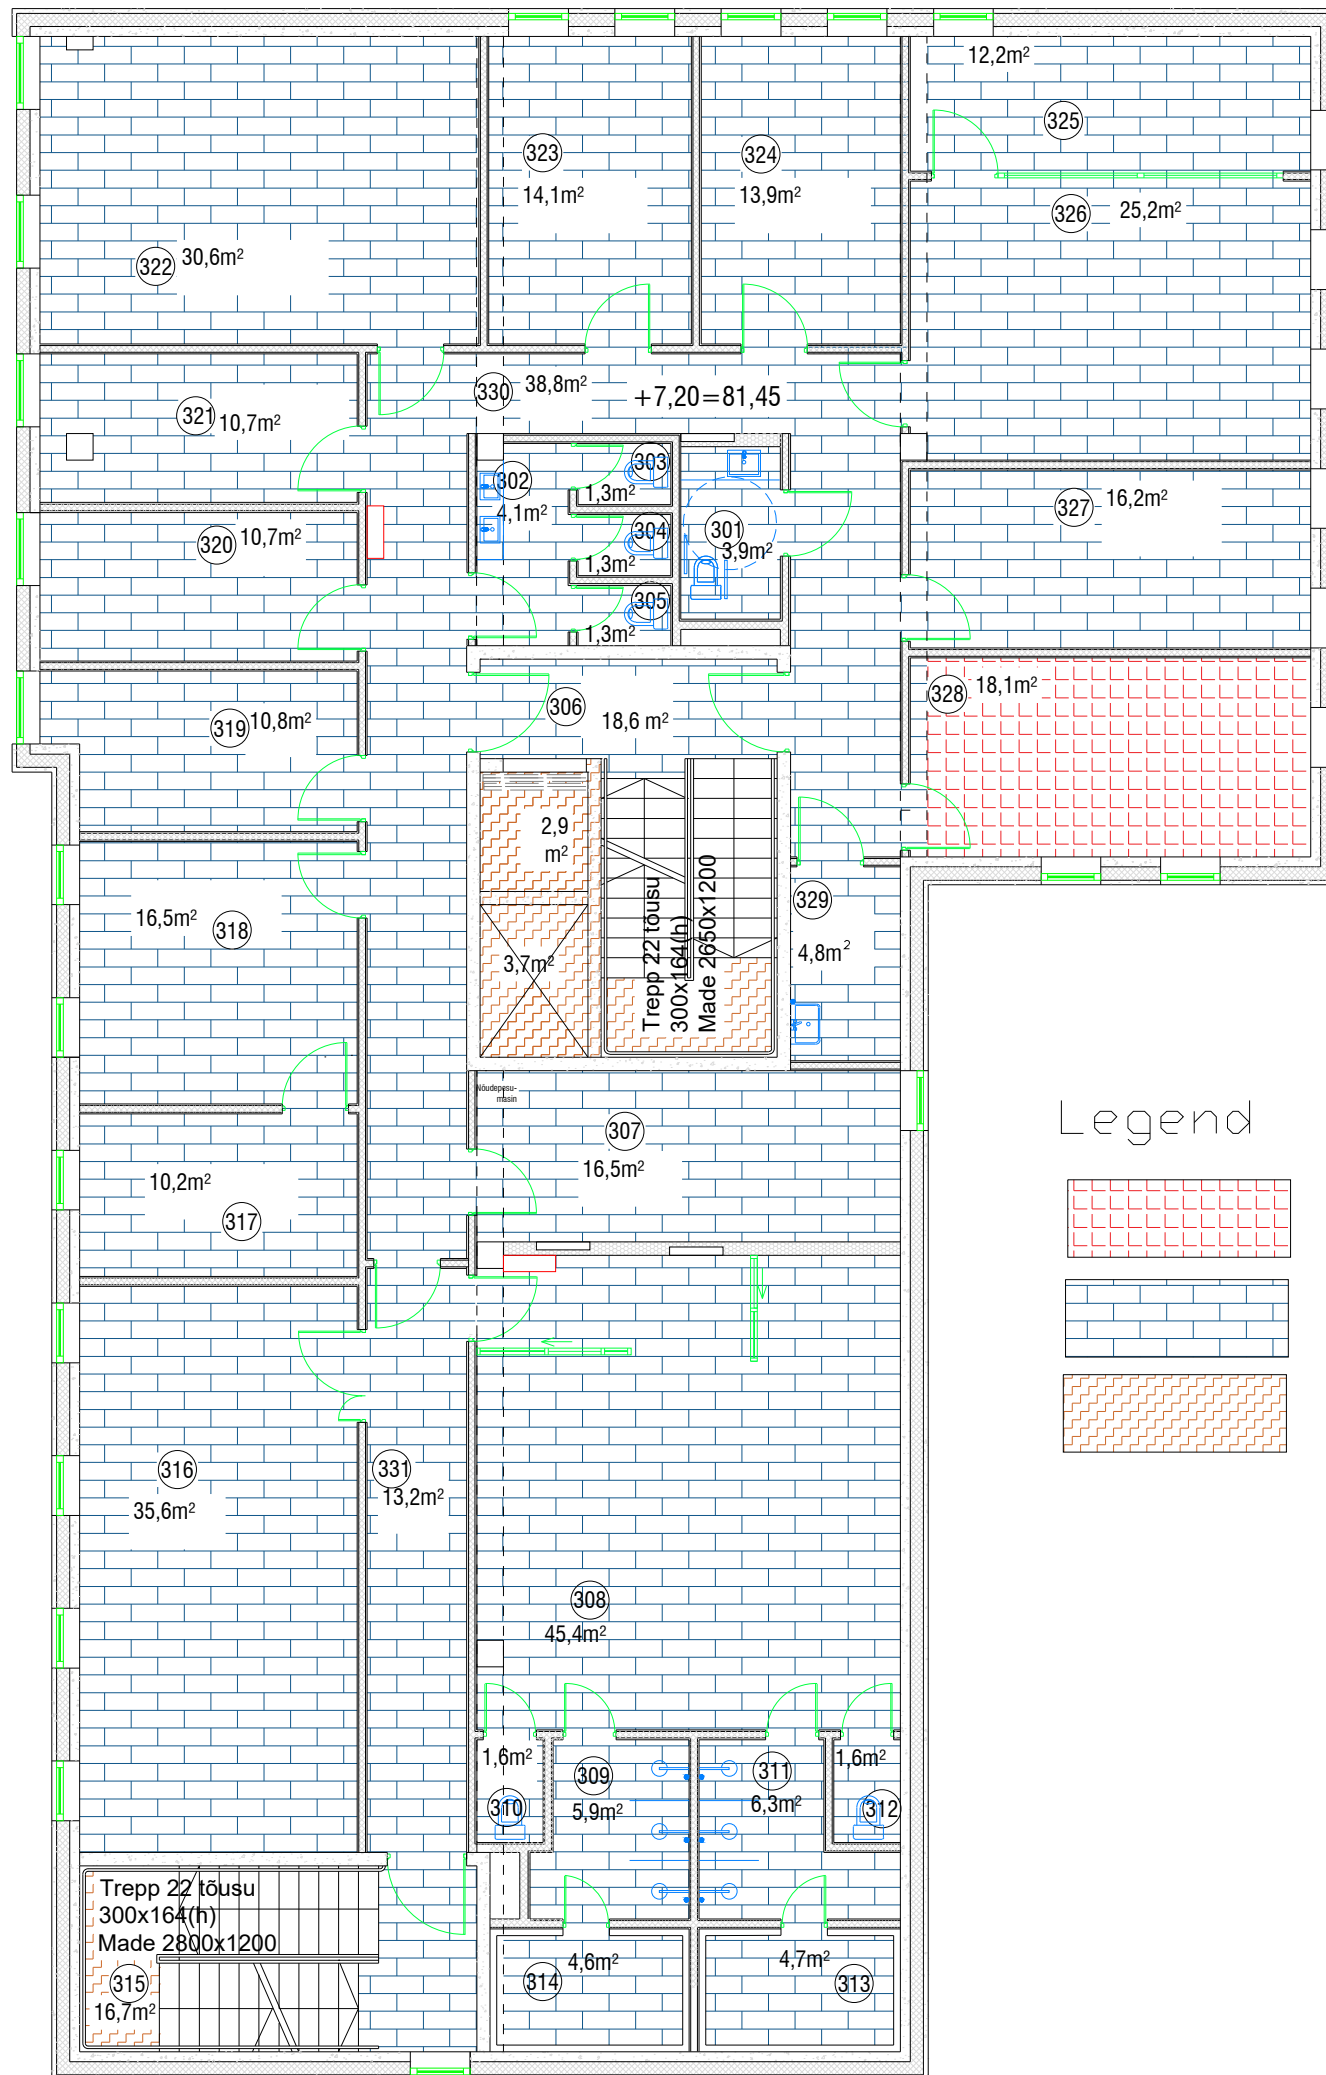 12,2m²
325
323
324
14,1m²
13,9m²
326
25,2m²
322
30,6m²
330
38,8m²
+7,20=81,45
321
10,7m²
302
4,1m²
303
1,3m²
327
16,2m²
320
10,7m²
304
1,3m²
301
3,9m²
305
1,3m²
328
18,1m²
319
10,8m²
306
18,6 m²
2,9
m²
318
16,5m²
329
4,8m²
3,7m²
Trepp 22 tõusu
300x164(h)
Made 2650x1200
Nõudepesu-
masin
307
16,5m²
Legend
10,2m²
317
316
35,6m²
331
13,2m²
308
45,4m²
1,6m²
310
309
5,9m²
311
6,3m²
1,6m²
312
Trepp 22 tõusu
300x164(h)
Made 2800x1200
315
16,7m²
4,6m²
314
4,7m²
313